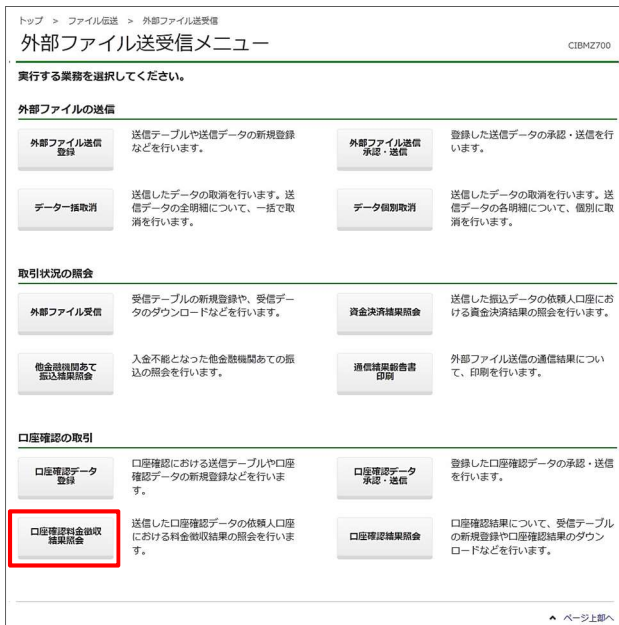 トップ > ファイル伝送 > 外部ファイル送受信
外部ファイル送受信メニュー
CIBMZ700
実行する業務を選択してください。
外部ファイルの送信
外部ファイル送信
登録
送信テーブルや送信データの新規登録
などを行います。
外部ファイル送信
承認・送信
登録した送信データの承認・送信を行
います。
データ一括取消
送信したデータの取消を行います。送
信データの全明細について、一括で取
消を行います。
データ個別取消
送信したデータの取消を行います。送
信データの各明細について、個別に取
消を行います。
取引状況の照会
外部ファイル受信
受信テーブルの新規登録や、受信デー
タのダウンロードなどを行います。
資金決済結果照会
送信した振込データの依頼人口座にお
ける資金決済結果の照会を行います。
他金融機関あて
振込結果照会
入金不能となった他金融機関あての振
込の照会を行います。
通信結果報告書
印刷
外部ファイル送信の通信結果につい
て、印刷を行います。
口座確認の取引
口座確認データ
登録
口座確認における送信テーブルや口座
確認データの新規登録などを行いま
す。
口座確認データ
承認・送信
登録した口座確認データの承認・送信
を行います。
口座確認料金徴収
結果照会
送信した口座確認データの依頼人口座
における料金徴収結果の照会を行いま
す。
口座確認結果照会
口座確認結果について、受信テーブル
の新規登録や口座確認結果のダウン
ロードなどを行います。
ページ上部へ